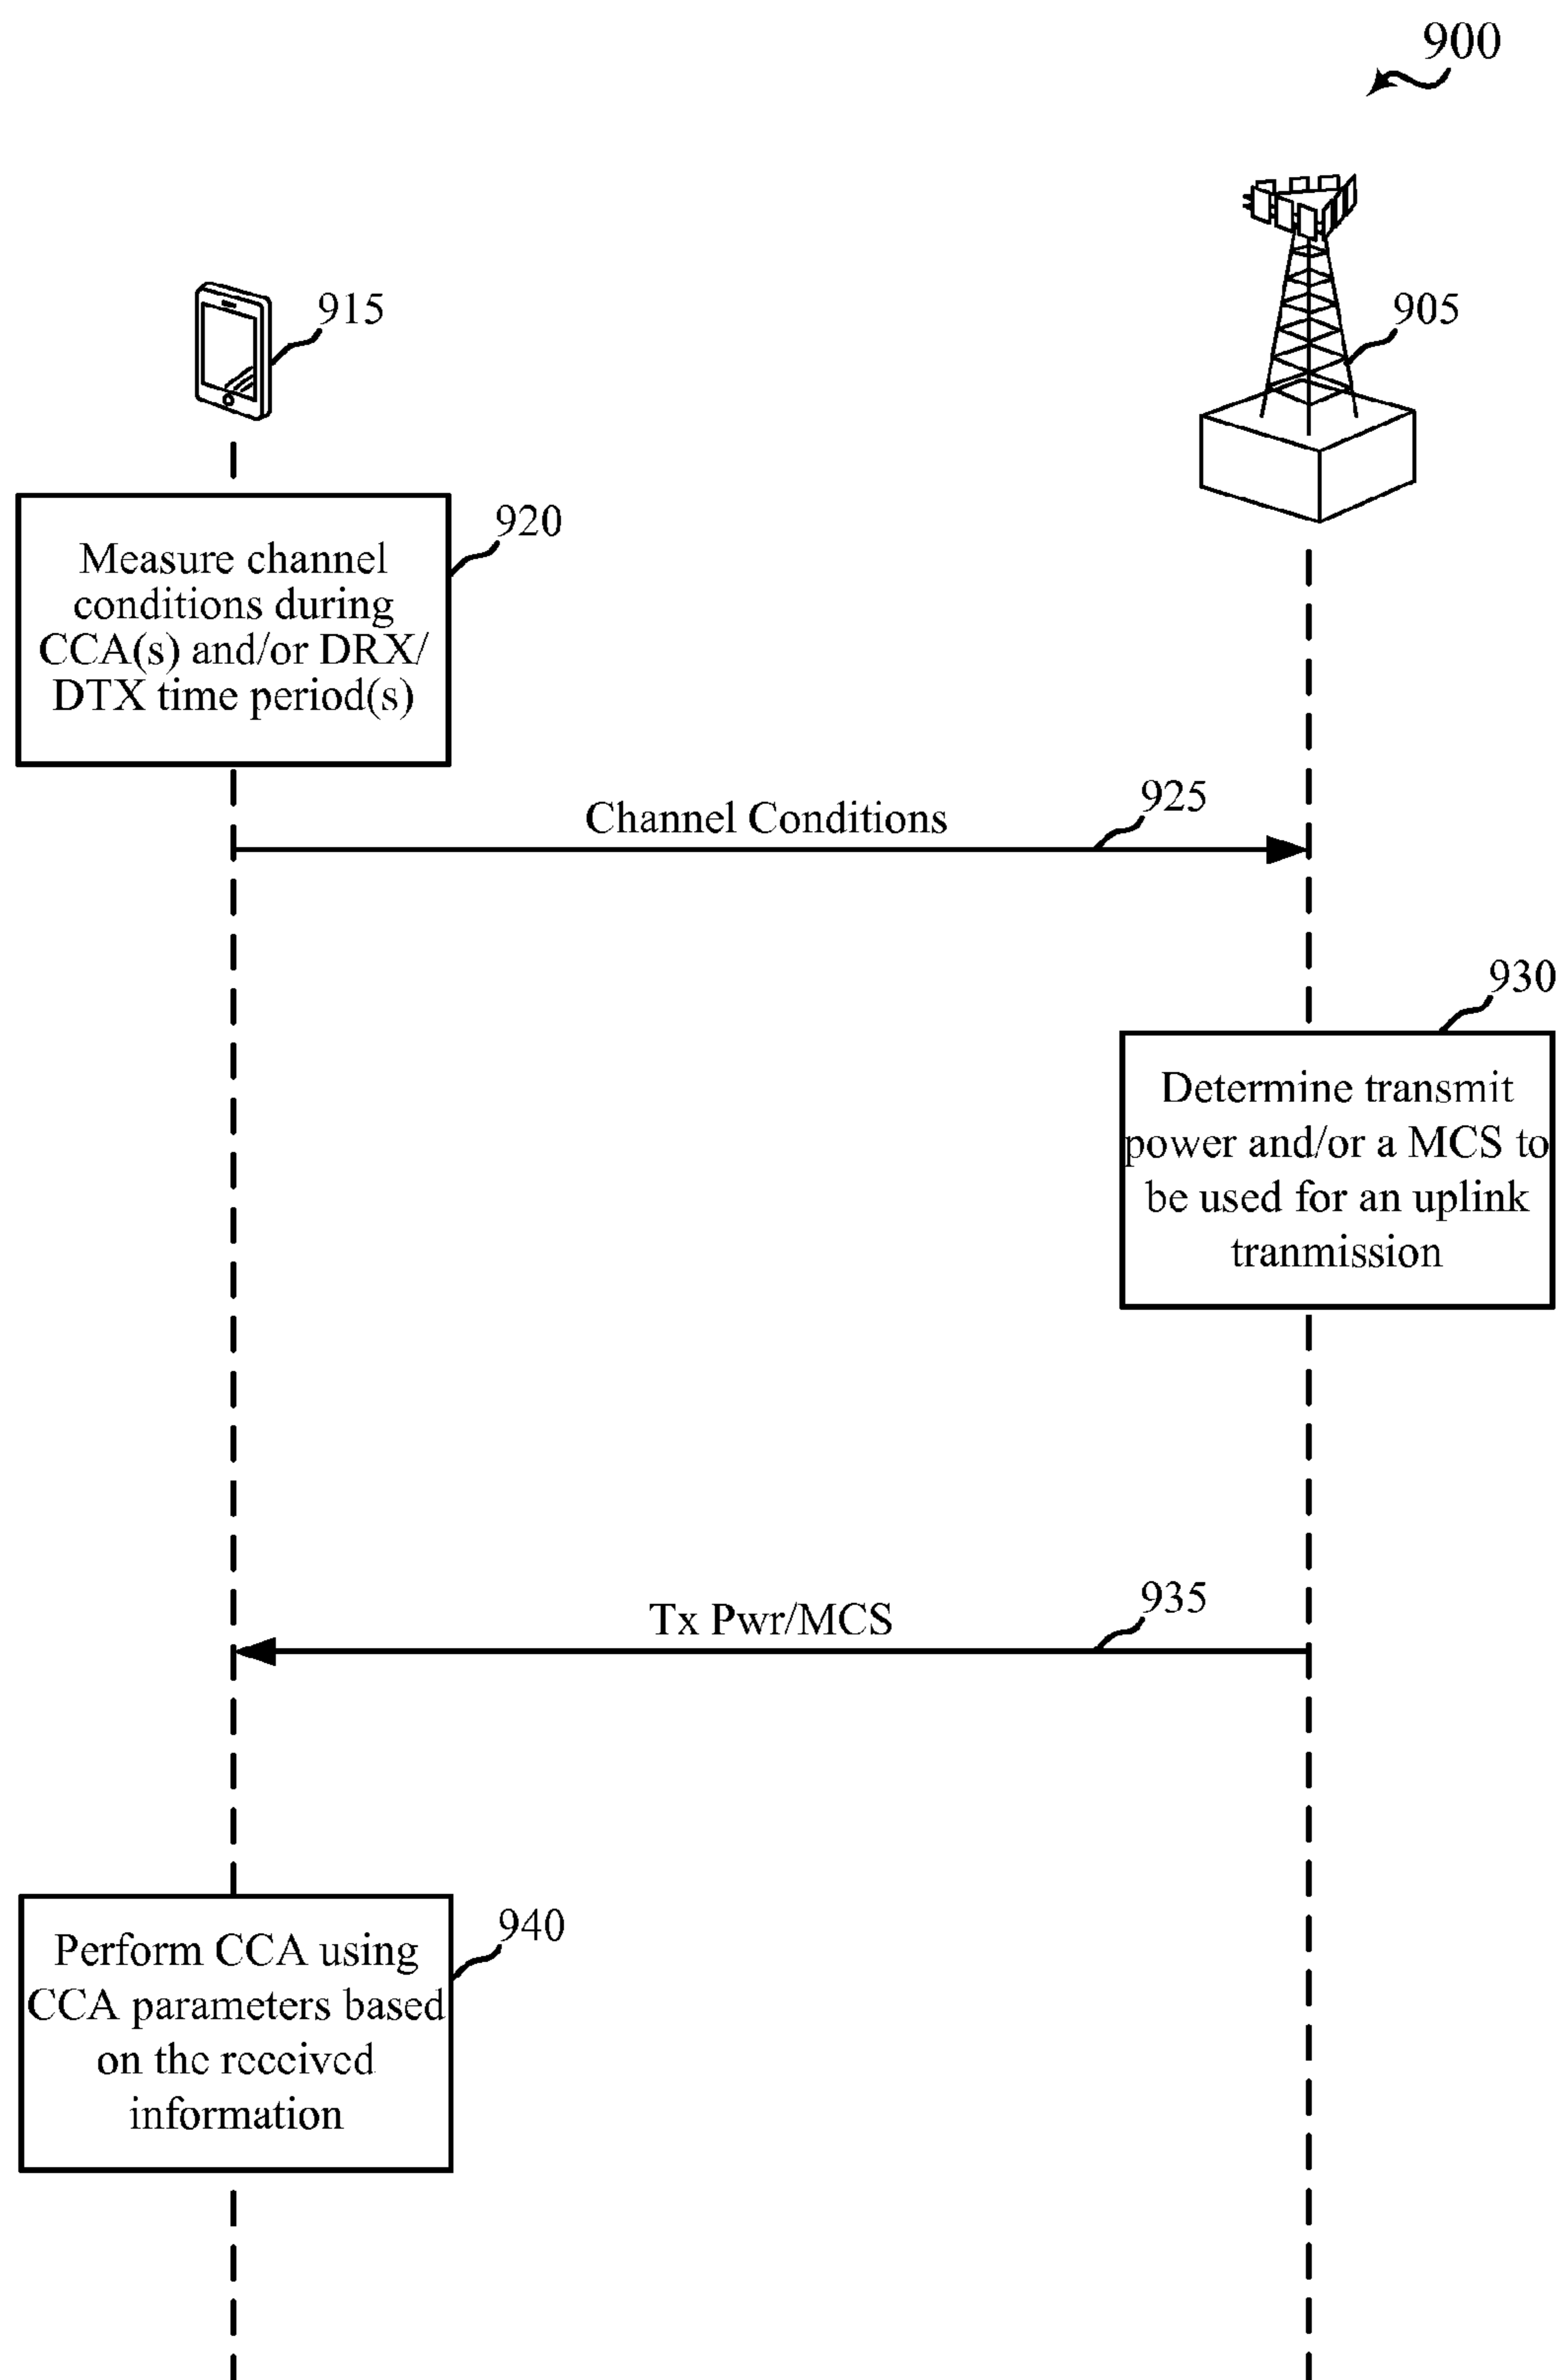 900
915
905
920
Measure channel
conditions during
CCA(s) and/or DRX/
DTX time period(s)
Channel Conditions
925
930
Determine transmit
power and/or a MCS to
be used for an uplink
tranmission
Tx Pwr/MCS
935
940
Perform CCA using
CCA parameters based
on the received
information